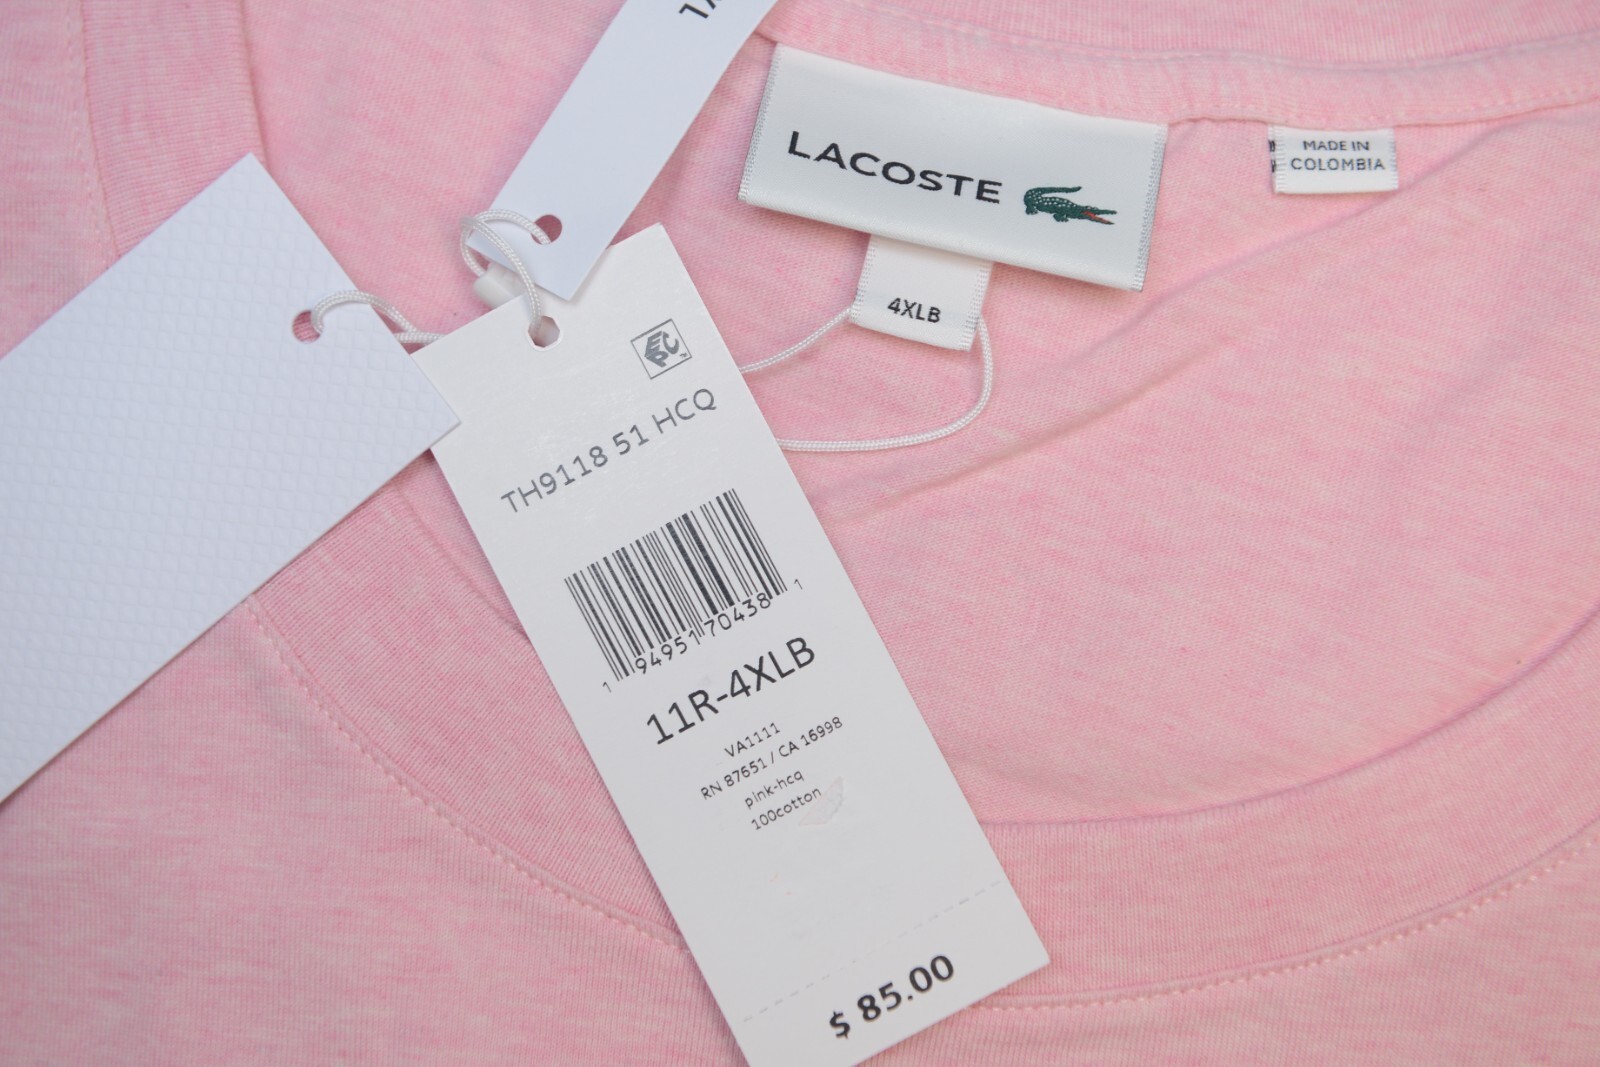 LACOSTE
MADE IN
COLOMBIA
4XLB
EPC
TH9118 51 HCQ
1 94951 70438 1
11R-4XLB
VA1111
RN 87651 / CA 16998
pink-hcq
100cotton
$ 85.00